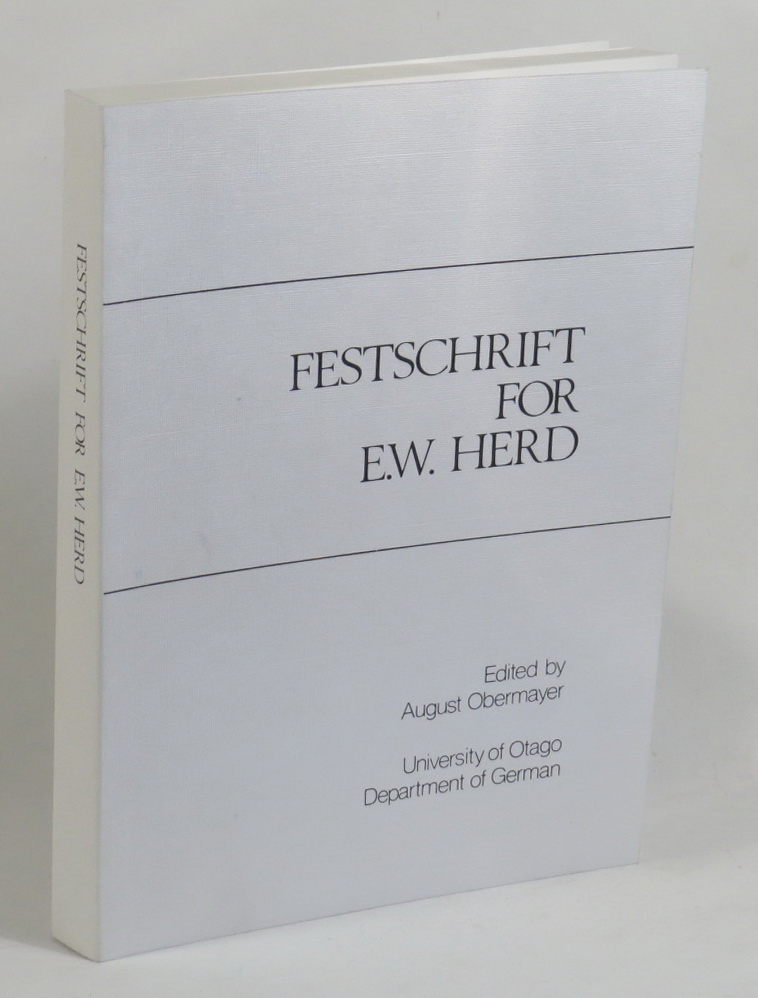 FESTSCHRIFT FOR E.W. HERD
FESTSCHRIFT
FOR
E.W. HERD
Edited by
August Obermayer
University of Otago
Department of German